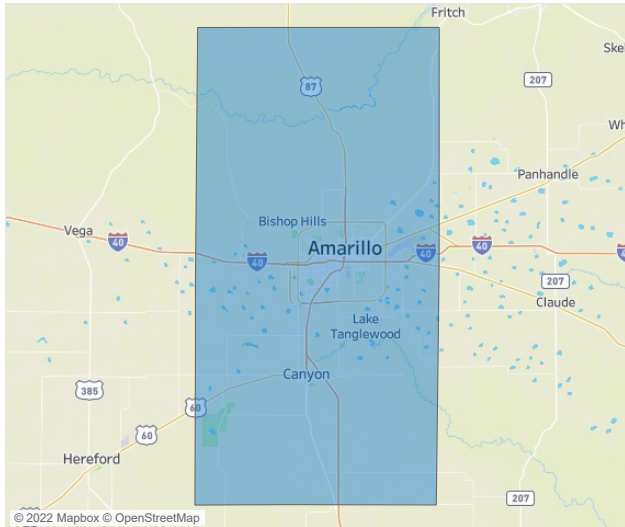 Fritch
Ske
207
87
Wh
Panhandle
Bishop Hills
Vega
40
Amarillo
40
40
40
4
207
Claude
Lake
Tanglewood
Canyon
385
60
60
Hereford
207
© 2022 Mapbox © OpenStreetMap